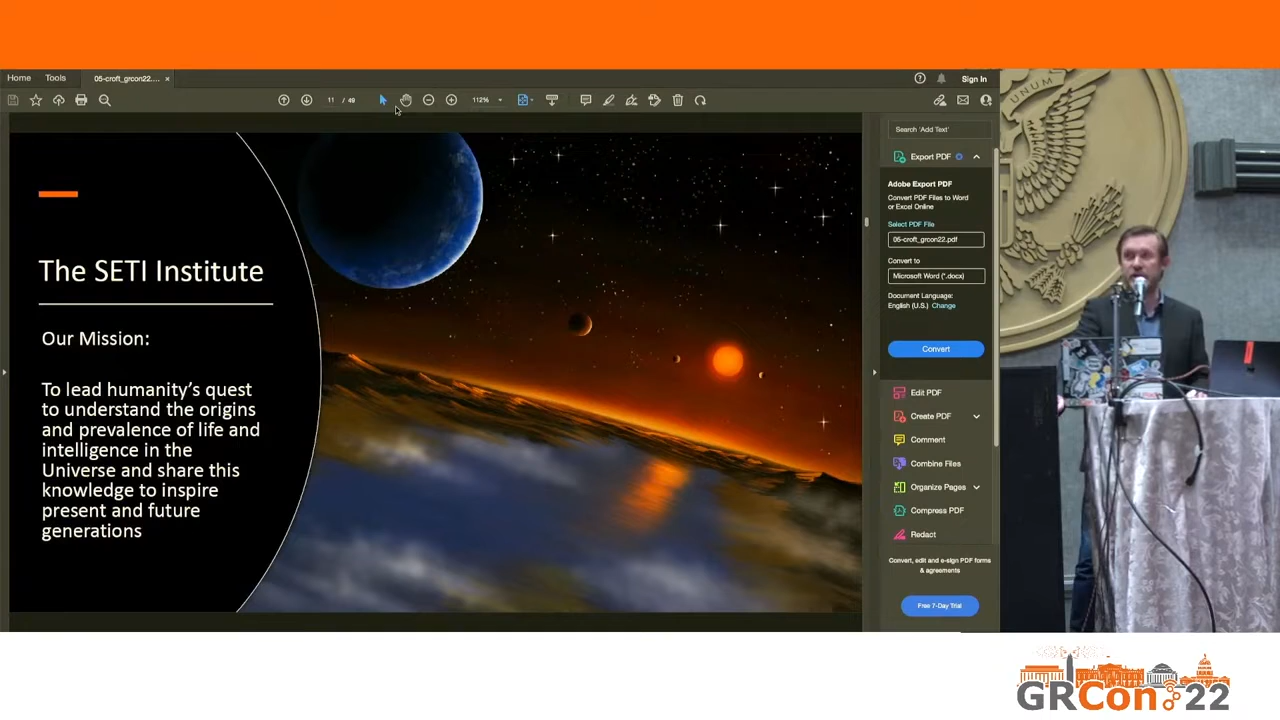 Home
Tools
05-croft_grcon22....
×
Sign In
11 / 49
112%
The SETI Institute
Our Mission:
To lead humanity’s quest
to understand the origins
and prevalence of life and
intelligence in the
Universe and share this
knowledge to inspire
present and future
generations
Search 'Add Text'
Export PDF
Adobe Export PDF
Convert PDF Files to Word
or Excel Online
Select PDF File
05-croft_grcon22.pdf
Convert to
Microsoft Word (*.docx)
Document Language:
English (U.S.) Change
Convert
Edit PDF
Create PDF
Comment
Combine Files
Organize Pages
Compress PDF
Redact
Convert, edit and e-sign PDF forms
& agreements
Free 7-Day Trial
UNUM
GRCon 22